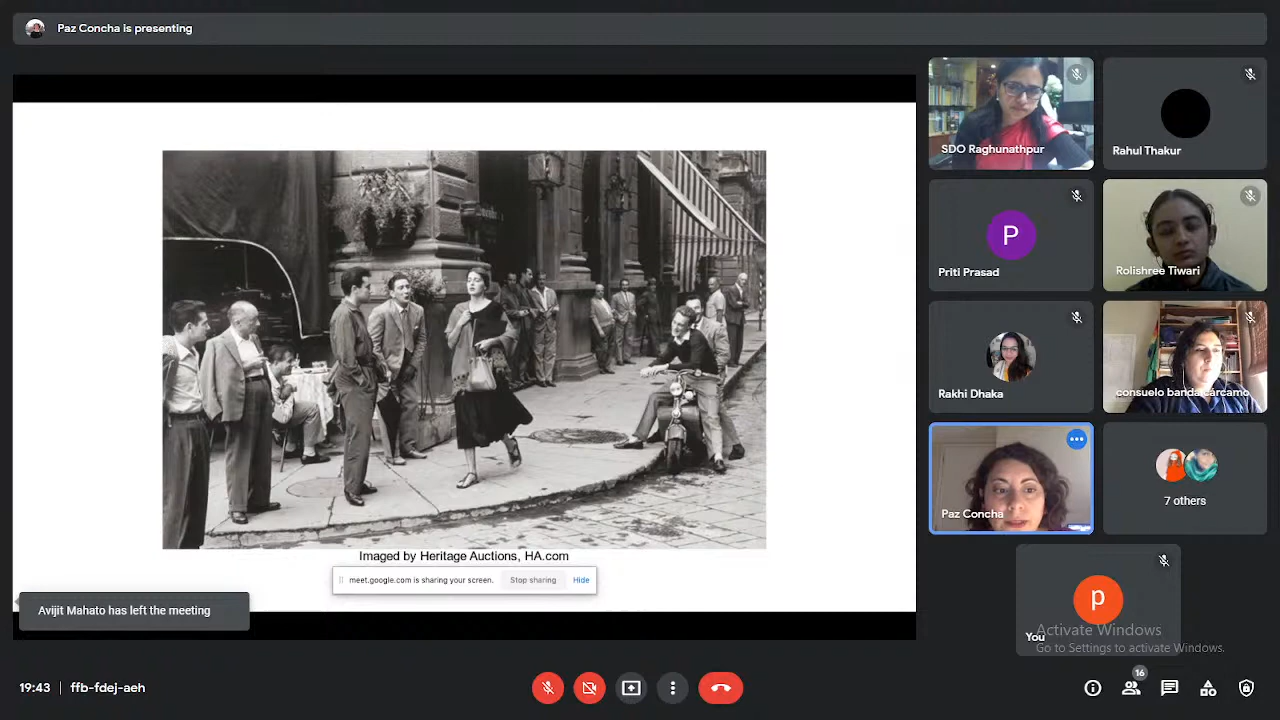 Paz Concha is presenting
SDO Raghunathpur
Rahul Thakur
P
Priti Prasad
Rolishree Tiwari
Rakhi Dhaka
consuelo banda cárcamo
Paz Concha
7 others
Imaged by Heritage Auctions, HA.com
meet.google.com is sharing your screen. Stop sharing Hide
Avijit Mahato has left the meeting
p
You
Activate Windows
Go to Settings to activate Windows.
19:43 | ffb-fdej-aeh
16